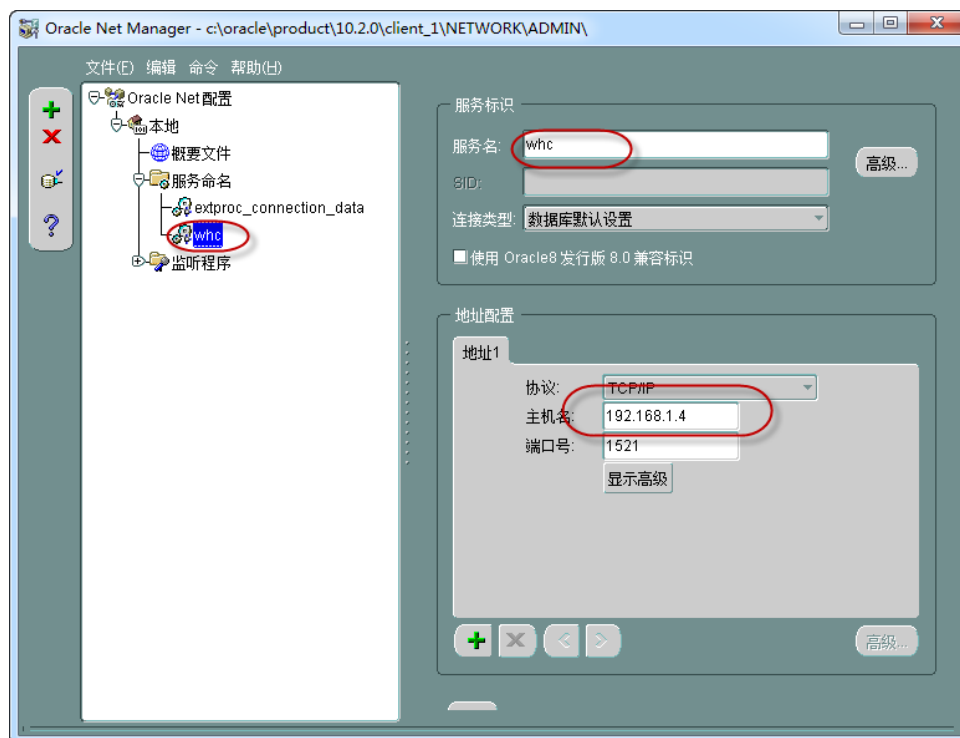 Oracle Net Manager - c:\oracle\product\10.2.0\client_1\NETWORK\ADMIN\
文件(F) 编辑 命令 帮助(H)
Oracle Net 配置
本地
概要文件
服务命名
extproc_connection_data
whc
监听程序
服务标识
服务名: whc
高级...
SID:
连接类型: 数据库默认设置
使用 Oracle8 发行版 8.0 兼容标识
地址配置
地址1
协议: TCP/IP
主机名: 192.168.1.4
端口号: 1521
显示高级
高级...